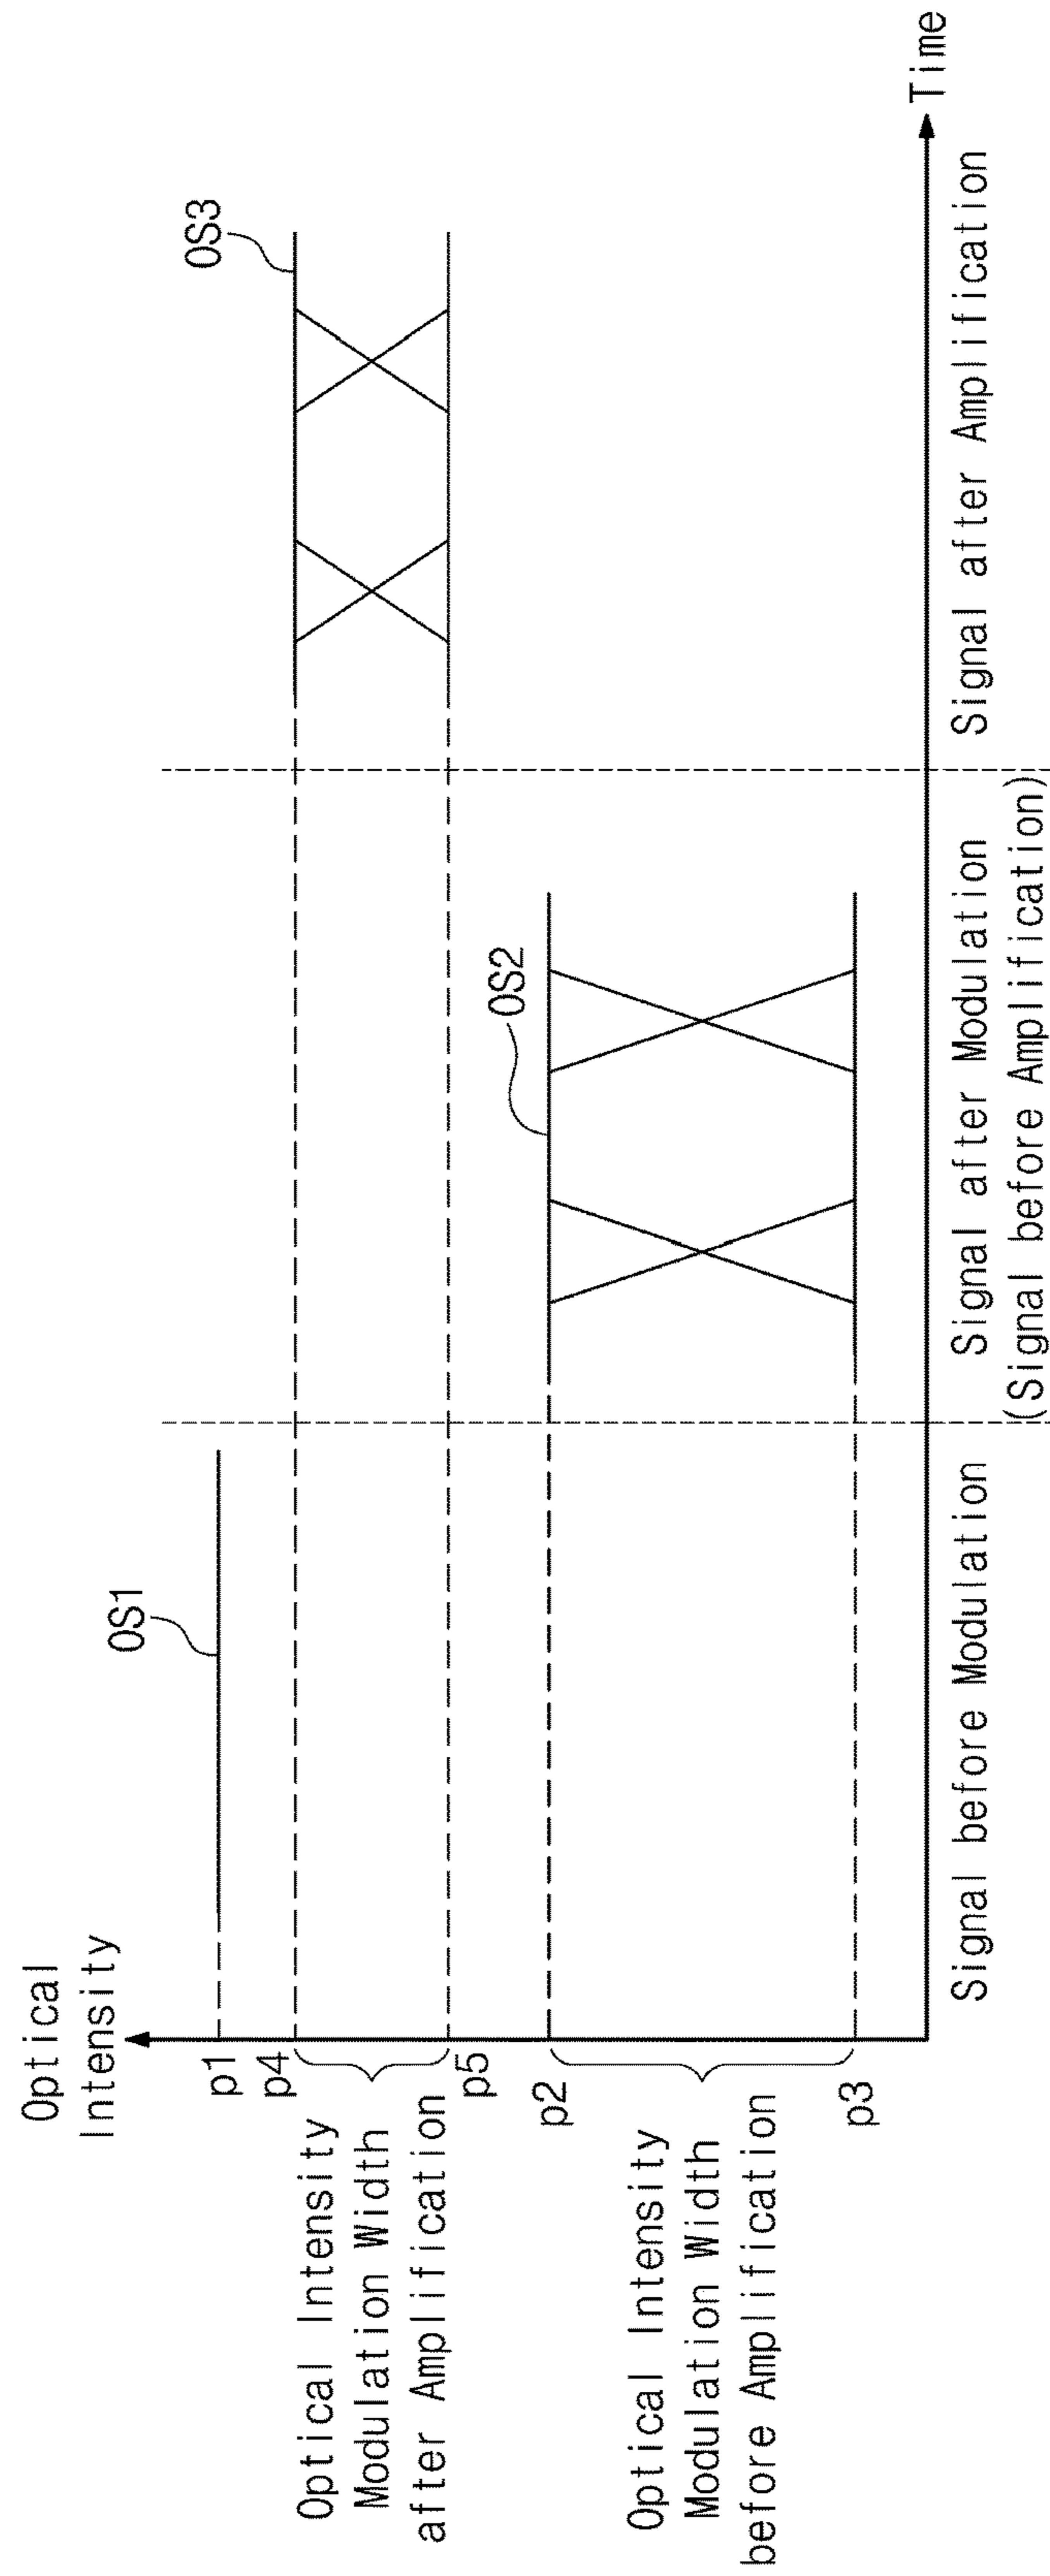 Optical
Intensity
OS1
OS3
p1
p4
Optical Intensity
Modulation Width
after Amplification
p5
OS2
p2
Optical Intensity
Modulation Width
before Amplification
p3
Time
Signal before Modulation
Signal after Modulation
(Signal before Amplification)
Signal after Amplification